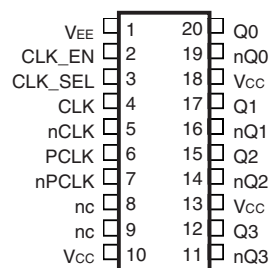 VEE 1 20 Q0
CLK_EN 2 19 nQ0
CLK_SEL 3 18 VCC
CLK 4 17 Q1
nCLK 5 16 nQ1
PCLK 6 15 Q2
nPCLK 7 14 nQ2
nc 8 13 VCC
nc 9 12 Q3
VCC 10 11 nQ3